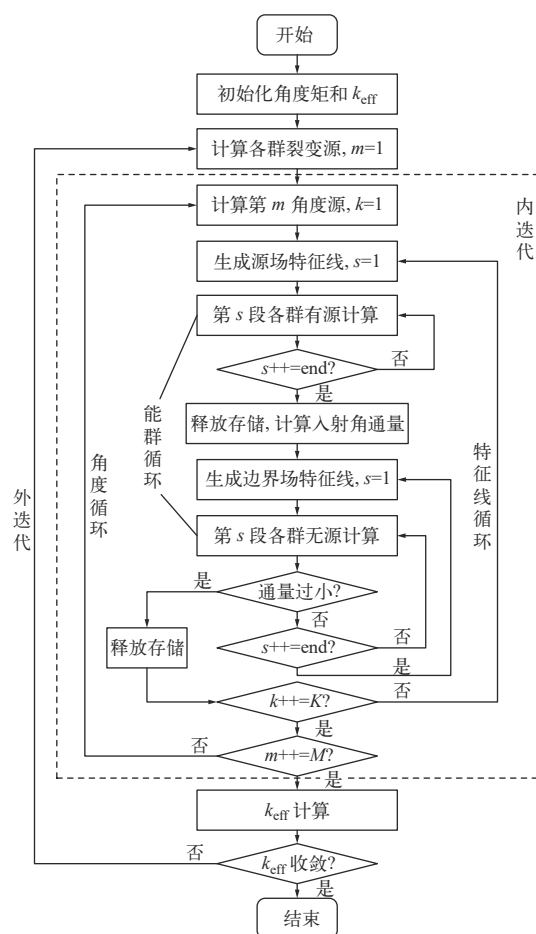 开始
初始化角度矩和 k_eff
计算各群裂变源, m=1
计算第 m 角度源, k=1
内迭代
生成源场特征线, s=1
第 s 段各群有源计算
否
s++=end?
是
释放存储, 计算入射角通量
能群循环
角度循环
外迭代
特征线循环
生成边界场特征线, s=1
第 s 段各群无源计算
是
通量过小?
否
释放存储
s++=end?
否
是
k++=K?
否
是
否
m++=M?
是
k_eff 计算
否
k_eff 收敛?
是
结束